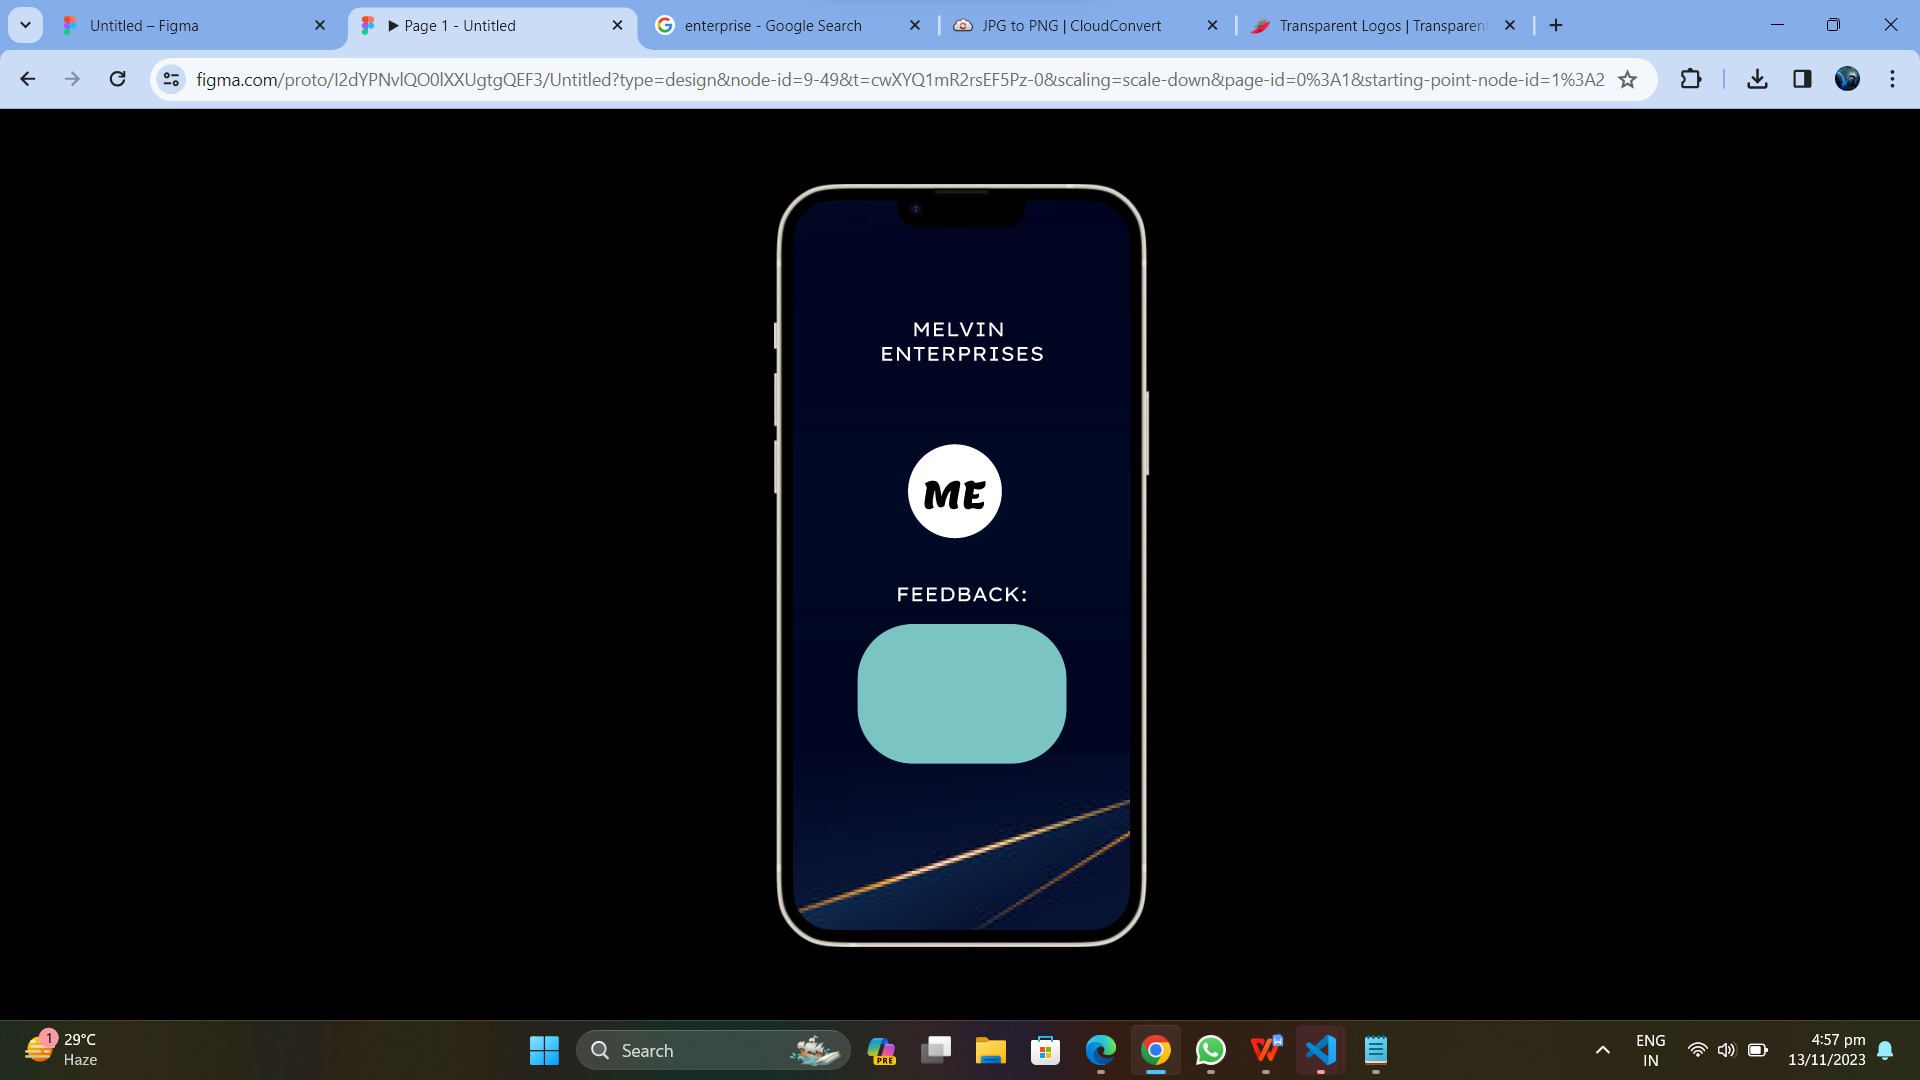 Untitled – Figma
▶ Page 1 - Untitled
enterprise - Google Search
JPG to PNG | CloudConvert
Transparent Logos | Transparent
figma.com/proto/I2dYPNvlQO0lXXUgtgQEF3/Untitled?type=design&node-id=9-49&t=cwXYQ1mR2rsEF5Pz-0&scaling=scale-down&page-id=0%3A1&starting-point-node-id=1%3A2
MELVIN
ENTERPRISES
ME
FEEDBACK:
1
29°C
Haze
Search
PRE
ENG
IN
4:57 pm
13/11/2023